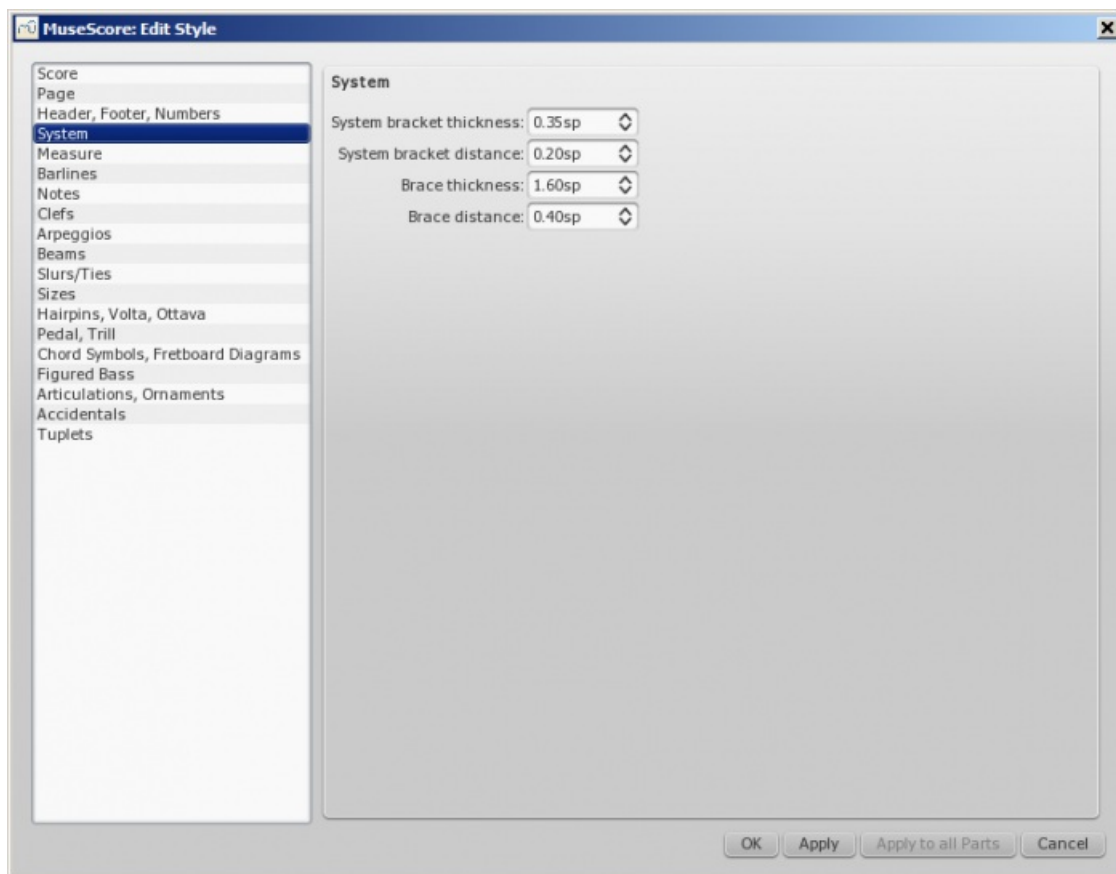 MuseScore: Edit Style
Score
Page
Header, Footer, Numbers
System
Measure
Barlines
Notes
Clefs
Arpeggios
Beams
Slurs/Ties
Sizes
Hairpins, Volta, Ottava
Pedal, Trill
Chord Symbols, Fretboard Diagrams
Figured Bass
Articulations, Ornaments
Accidentals
Tuplets
System
System bracket thickness: 0.35sp
System bracket distance: 0.20sp
Brace thickness: 1.60sp
Brace distance: 0.40sp
OK Apply Apply to all Parts Cancel